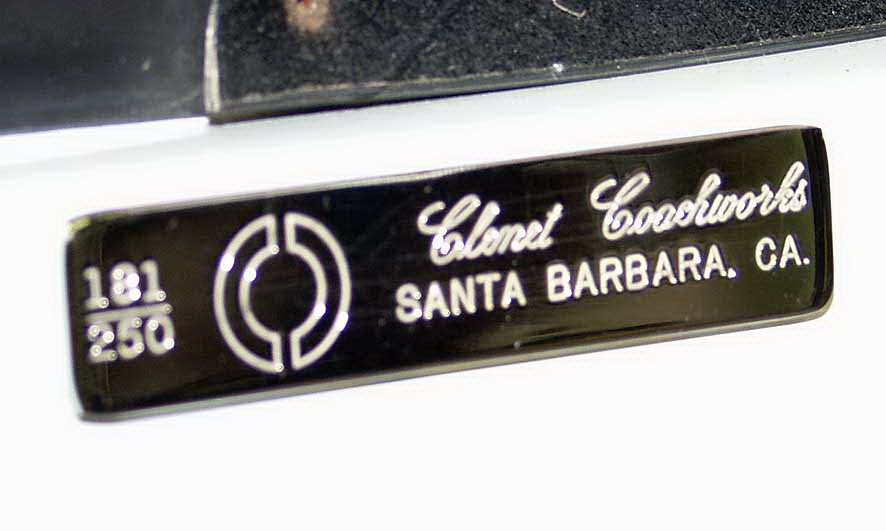 181
250
Clenet Coachworks
SANTA BARBARA, CA.